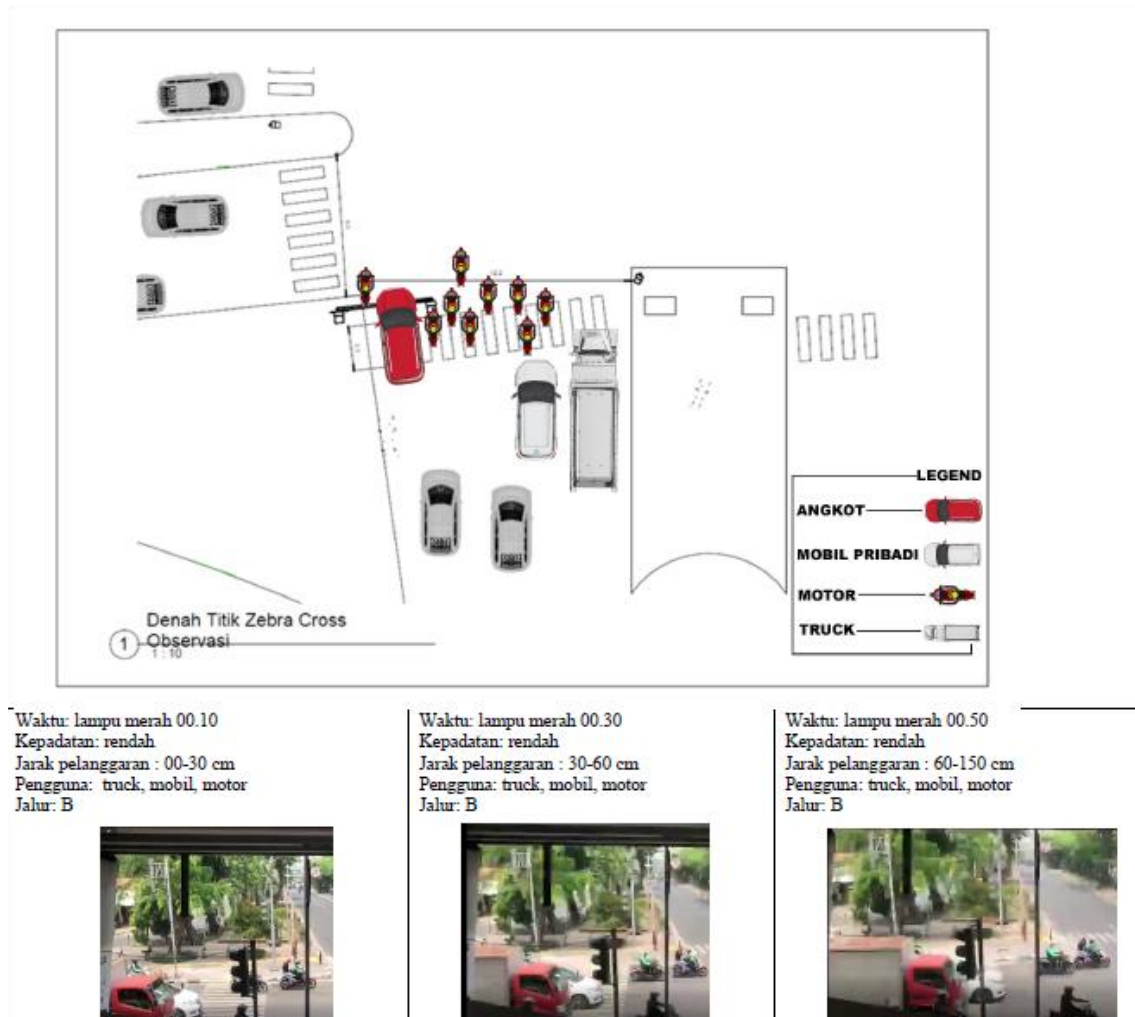 LEGEND
ANGKOT
MOBIL PRIBADI
MOTOR
TRUCK
Denah Titik Zebra Cross
1 Observasi
1 : 10
Waktu: lampu merah 00.10
Kepadatan: rendah
Jarak pelanggaran : 00-30 cm
Pengguna: truck, mobil, motor
Jalur: B
Waktu: lampu merah 00.30
Kepadatan: rendah
Jarak pelanggaran : 30-60 cm
Pengguna: truck, mobil, motor
Jalur: B
Waktu: lampu merah 00.50
Kepadatan: rendah
Jarak pelanggaran : 60-150 cm
Pengguna: truck, mobil, motor
Jalur: B